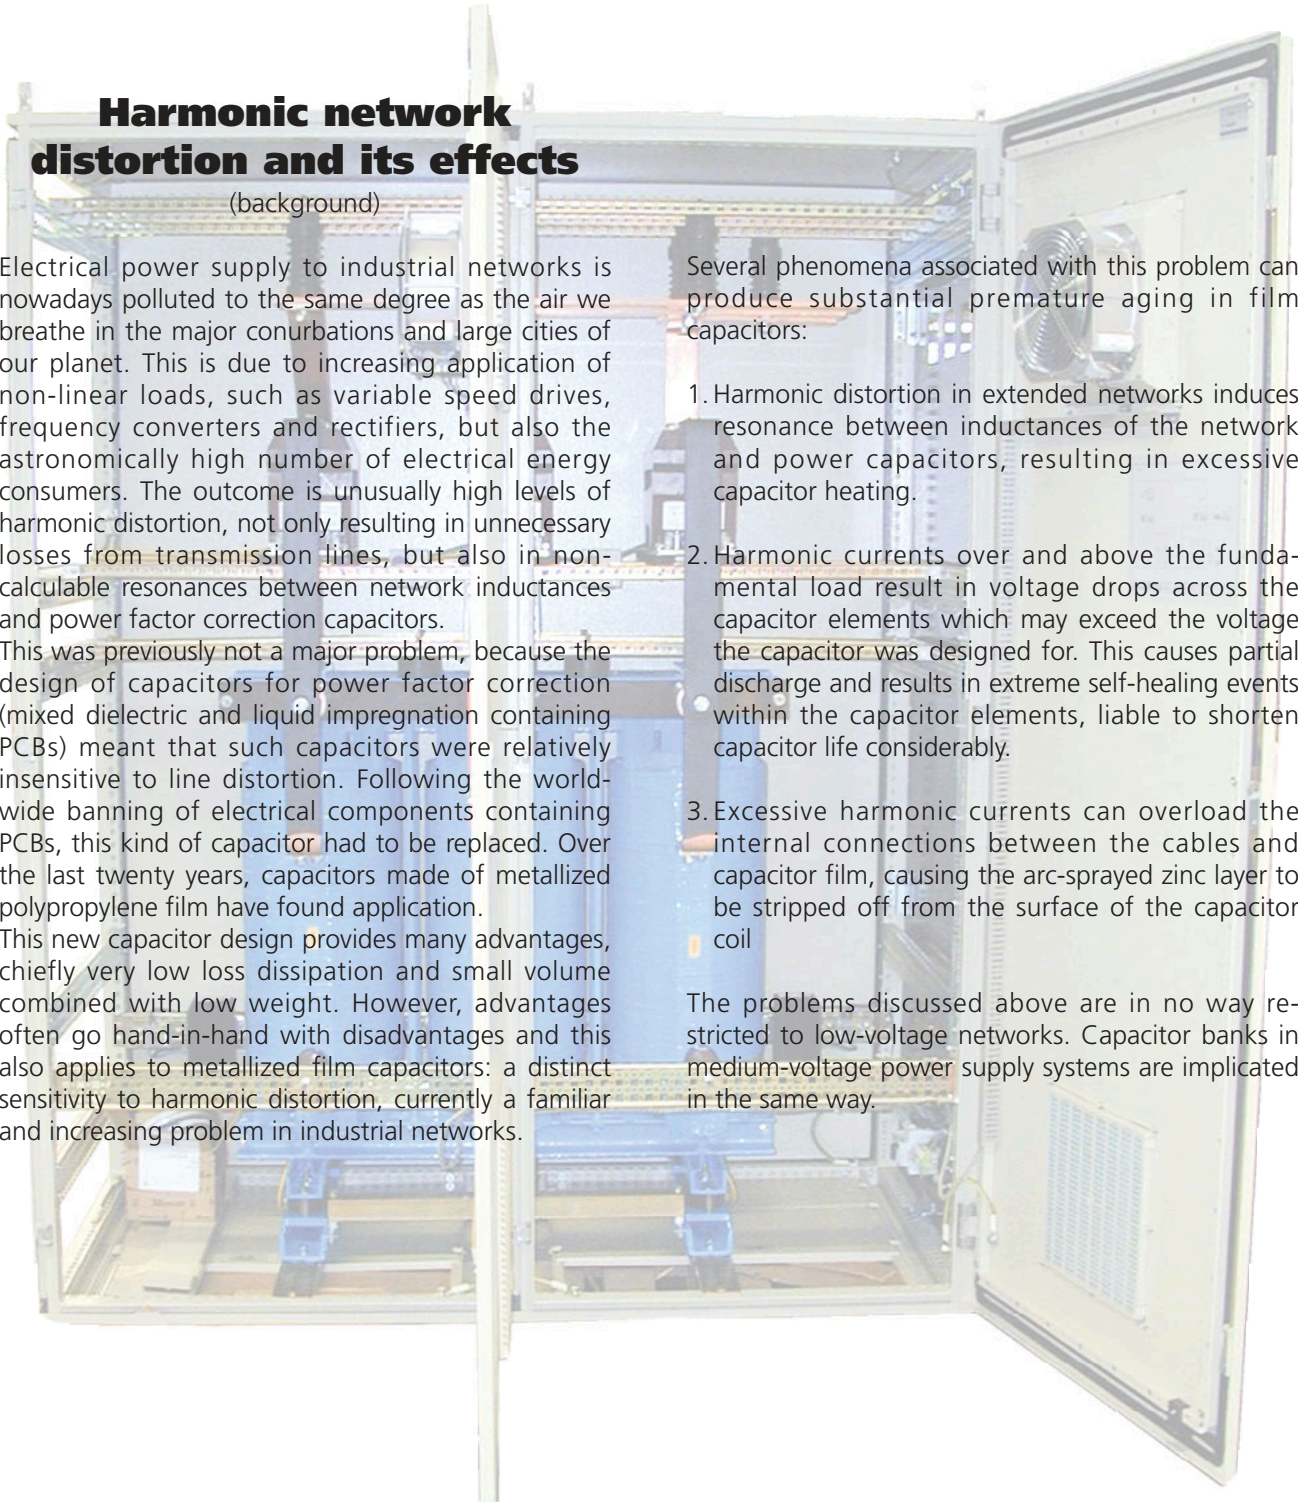 Harmonic network
distortion and its effects
(background)
Electrical power supply to industrial networks is
nowadays polluted to the same degree as the air we
breathe in the major conurbations and large cities of
our planet. This is due to increasing application of
non-linear loads, such as variable speed drives,
frequency converters and rectifiers, but also the
astronomically high number of electrical energy
consumers. The outcome is unusually high levels of
harmonic distortion, not only resulting in unnecessary
losses from transmission lines, but also in non-
calculable resonances between network inductances
and power factor correction capacitors.
This was previously not a major problem, because the
design of capacitors for power factor correction
(mixed dielectric and liquid impregnation containing
PCBs) meant that such capacitors were relatively
insensitive to line distortion. Following the world-
wide banning of electrical components containing
PCBs, this kind of capacitor had to be replaced. Over
the last twenty years, capacitors made of metallized
polypropylene film have found application.
This new capacitor design provides many advantages,
chiefly very low loss dissipation and small volume
combined with low weight. However, advantages
often go hand-in-hand with disadvantages and this
also applies to metallized film capacitors: a distinct
sensitivity to harmonic distortion, currently a familiar
and increasing problem in industrial networks.
Several phenomena associated with this problem can
produce substantial premature aging in film
capacitors:
1. Harmonic distortion in extended networks induces
resonance between inductances of the network
and power capacitors, resulting in excessive
capacitor heating.
2. Harmonic currents over and above the funda-
mental load result in voltage drops across the
capacitor elements which may exceed the voltage
the capacitor was designed for. This causes partial
discharge and results in extreme self-healing events
within the capacitor elements, liable to shorten
capacitor life considerably.
3. Excessive harmonic currents can overload the
internal connections between the cables and
capacitor film, causing the arc-sprayed zinc layer to
be stripped off from the surface of the capacitor
coil
The problems discussed above are in no way re-
stricted to low-voltage networks. Capacitor banks in
medium-voltage power supply systems are implicated
in the same way.